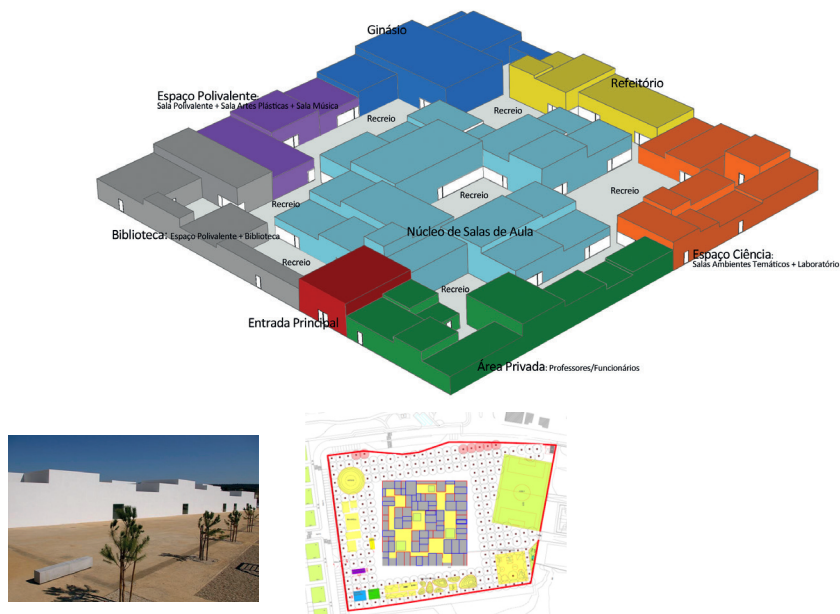 Ginásio
Refeitório
Espaço Polivalente:
Sala Polivalente + Sala Artes Plásticas + Sala Música
Recreio
Recreio
Recreio
Recreio
Recreio
Núcleo de Salas de Aula
Biblioteca: Espaço Polivalente + Biblioteca
Espaço Ciência:
Salas Ambientes Temáticos + Laboratório
Recreio
Recreio
Entrada Principal
Área Privada: Professores/Funcionários